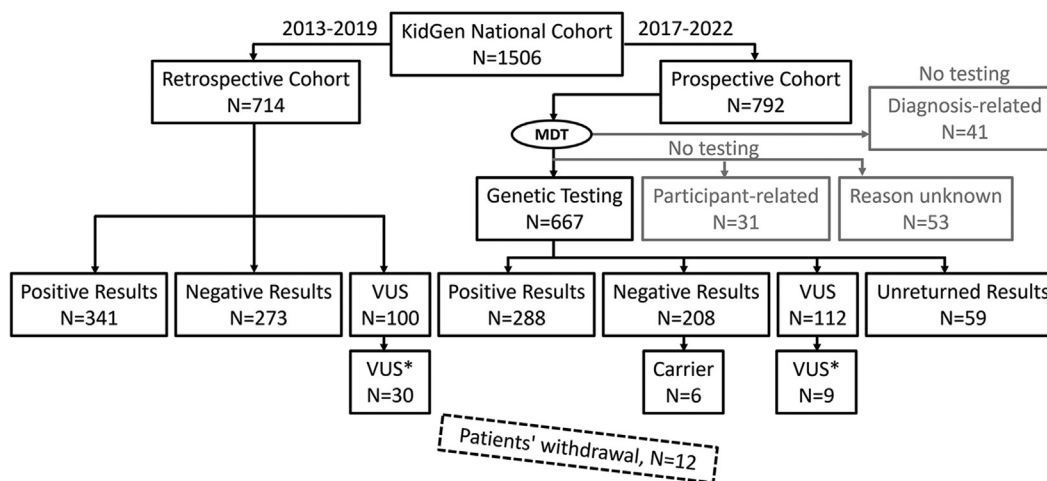 2013-2019
KidGen National Cohort
N=1506
2017-2022
Retrospective Cohort
N=714
Prospective Cohort
N=792
No testing
Diagnosis-related
N=41
MDT
No testing
Genetic Testing
N=667
Participant-related
N=31
Reason unknown
N=53
Positive Results
N=341
Negative Results
N=273
VUS
N=100
Positive Results
N=288
Negative Results
N=208
VUS
N=112
Unreturned Results
N=59
VUS*
N=30
Carrier
N=6
VUS*
N=9
Patients' withdrawal, N=12